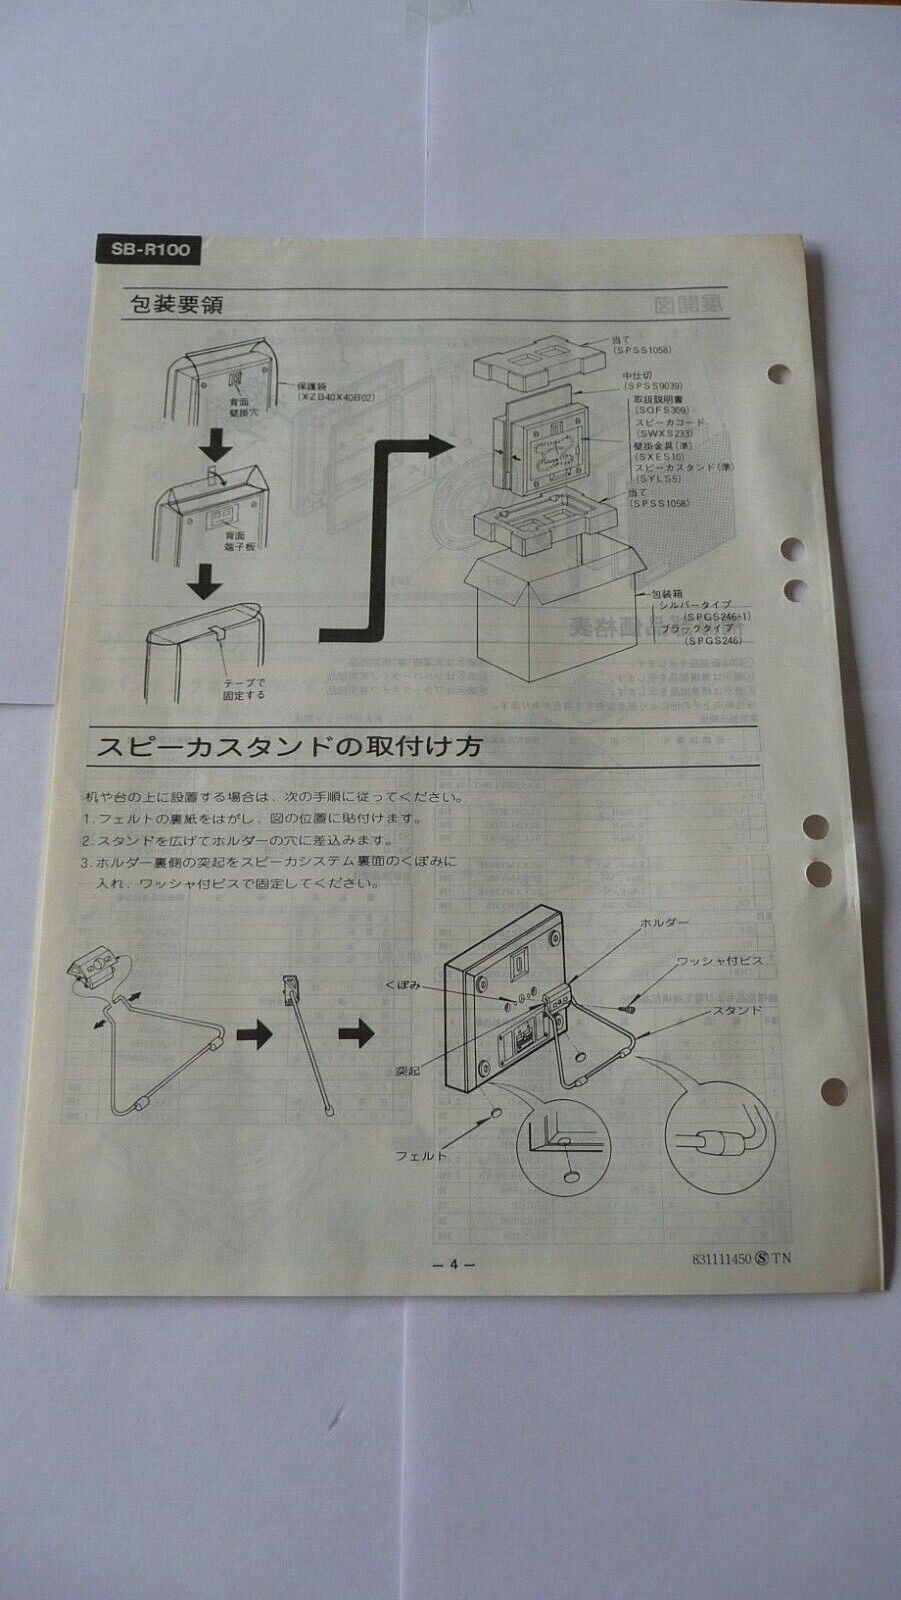 SB-R100
包装要領
当て
(SPSS1058)
中仕切
(SPSS9039)
取扱説明書
(SQFS309)
スピーカコード
(SWXS233)
壁掛金具(準)
(SXES10)
スピーカスタンド(準)
(SYLS5)
当て
(SPSS1058)
包装箱
シルバータイプ
(SPGS246-1)
ブラックタイプ
(SPGS246)
保護袋
(XZB40X40B02)
背面
壁掛穴
背面
端子板
テープで
固定する
スピーカスタンドの取付け方
机や台の上に設置する場合は、次の手順に従ってください。
1.フェルトの裏紙をはがし、図の位置に貼付けます。
2.スタンドを広げてホルダーの穴に差込みます。
3.ホルダー裏側の突起をスピーカシステム裏面のくぼみに
入れ、ワッシャ付ビスで固定してください。
ホルダー
ワッシャ付ビス
くぼみ
スタンド
突起
フェルト
— 4 —
831111450 Ⓢ TN